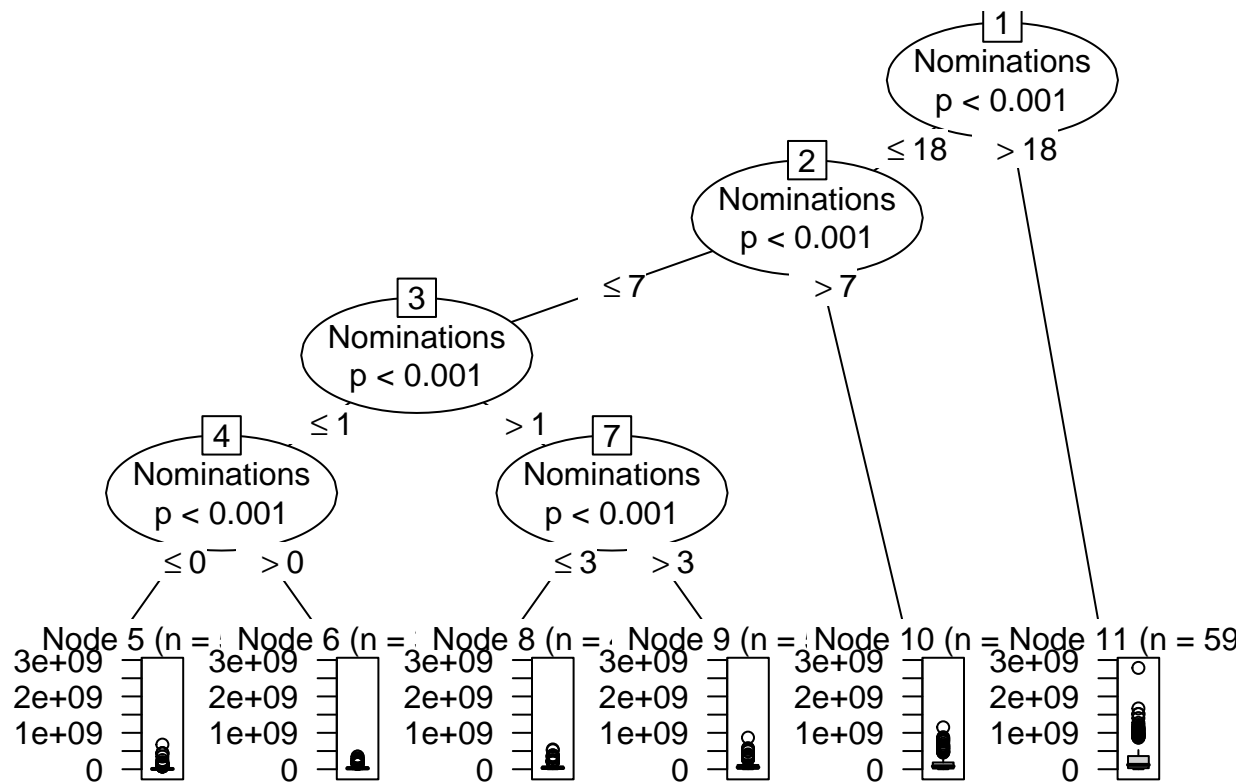 1
Nominations
p < 0.001
≤ 18
> 18
2
Nominations
p < 0.001
≤ 7
> 7
3
Nominations
p < 0.001
≤ 1
> 1
4
Nominations
p < 0.001
≤ 0
> 0
7
Nominations
p < 0.001
≤ 3
> 3
Node 5 (n =
3e+09
2e+09
1e+09
0
Node 6 (n =
3e+09
2e+09
1e+09
0
Node 8 (n =
3e+09
2e+09
1e+09
0
Node 9 (n =
3e+09
2e+09
1e+09
0
Node 10 (n =
3e+09
2e+09
1e+09
0
Node 11 (n = 59
3e+09
2e+09
1e+09
0